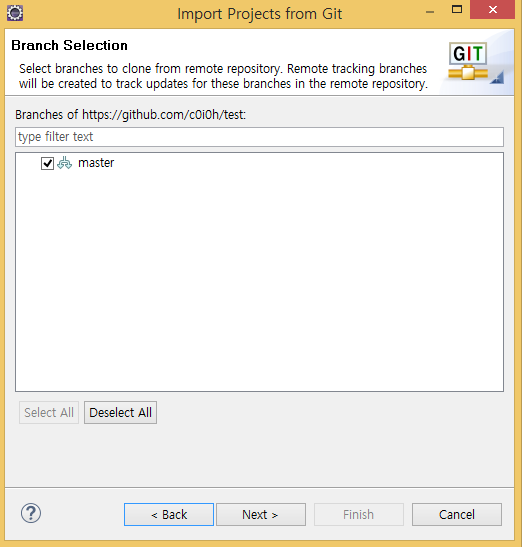 Import Projects from Git
Branch Selection
GIT
Select branches to clone from remote repository. Remote tracking branches
will be created to track updates for these branches in the remote repository.
Branches of https://github.com/c0i0h/test:
type filter text
master
Select All
Deselect All
?
< Back
Next >
Finish
Cancel